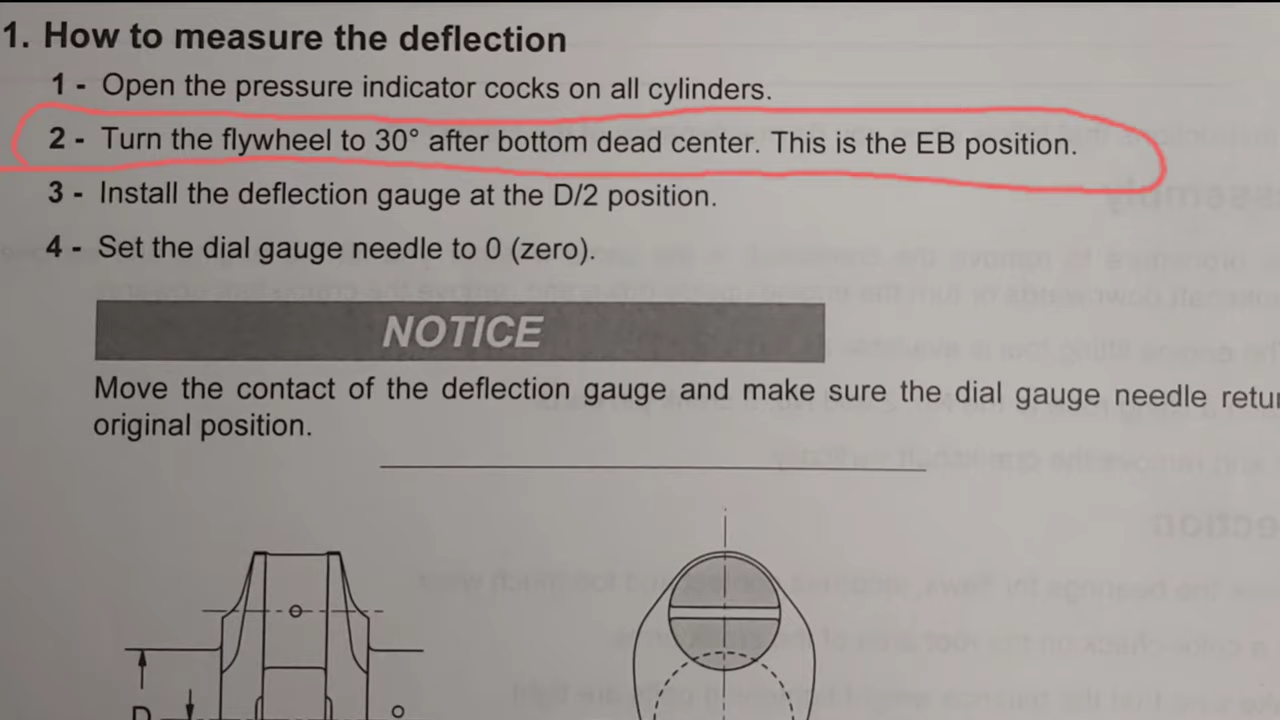 1. How to measure the deflection
1 - Open the pressure indicator cocks on all cylinders.
2 - Turn the flywheel to 30° after bottom dead center. This is the EB position.
3 - Install the deflection gauge at the D/2 position.
4 - Set the dial gauge needle to 0 (zero).
NOTICE
Move the contact of the deflection gauge and make sure the dial gauge needle
original position.
D